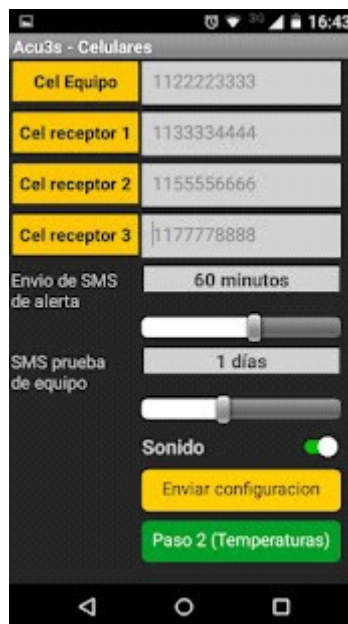 3G 16:43
Acu3s - Celulares
Cel Equipo 1122223333
Cel receptor 1 1133334444
Cel receptor 2 1155556666
Cel receptor 3 1177778888
Envio de SMS 60 minutos
de alerta
SMS prueba 1 días
de equipo
Sonido
Enviar configuracion
Paso 2 (Temperaturas)